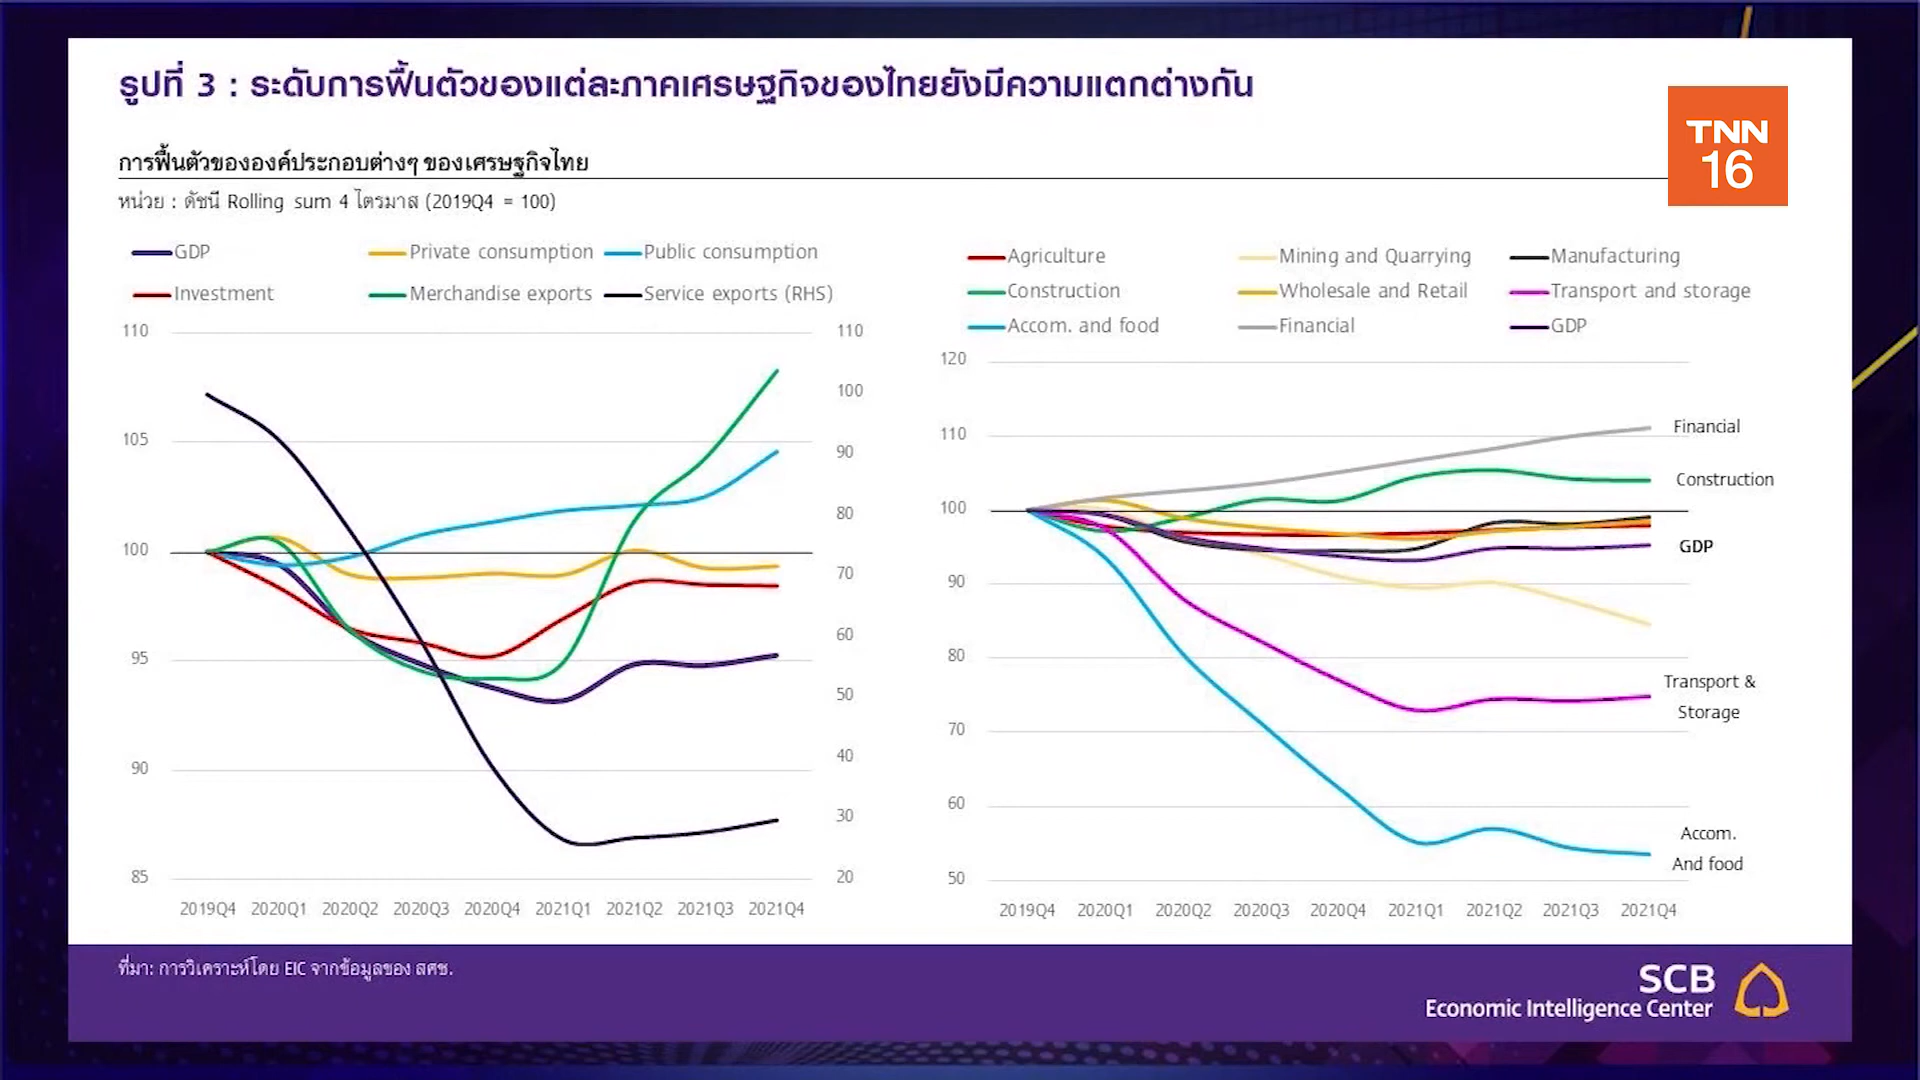 รูปที่ 3 : ระดับการฟื้นตัวของแต่ละภาคเศรษฐกิจของไทยยังมีความแตกต่างกัน
TNN
16
การฟื้นตัวขององค์ประกอบต่างๆ ของเศรษฐกิจไทย
หน่วย : ดัชนี Rolling sum 4 ไตรมาส (2019Q4 = 100)
GDP Private consumption Public consumption
Investment Merchandise exports Service exports (RHS)
110
105
100
95
90
85
110
100
90
80
70
60
50
40
30
20
2019Q4 2020Q1 2020Q2 2020Q3 2020Q4 2021Q1 2021Q2 2021Q3 2021Q4
Agriculture Mining and Quarrying Manufacturing
Construction Wholesale and Retail Transport and storage
Accom. and food Financial GDP
120
110
100
90
80
70
60
50
Financial
Construction
GDP
Transport &
Storage
Accom.
And food
2019Q4 2020Q1 2020Q2 2020Q3 2020Q4 2021Q1 2021Q2 2021Q3 2021Q4
ที่มา: การวิเคราะห์โดย EIC จากข้อมูลของ สศช.
SCB
Economic Intelligence Center